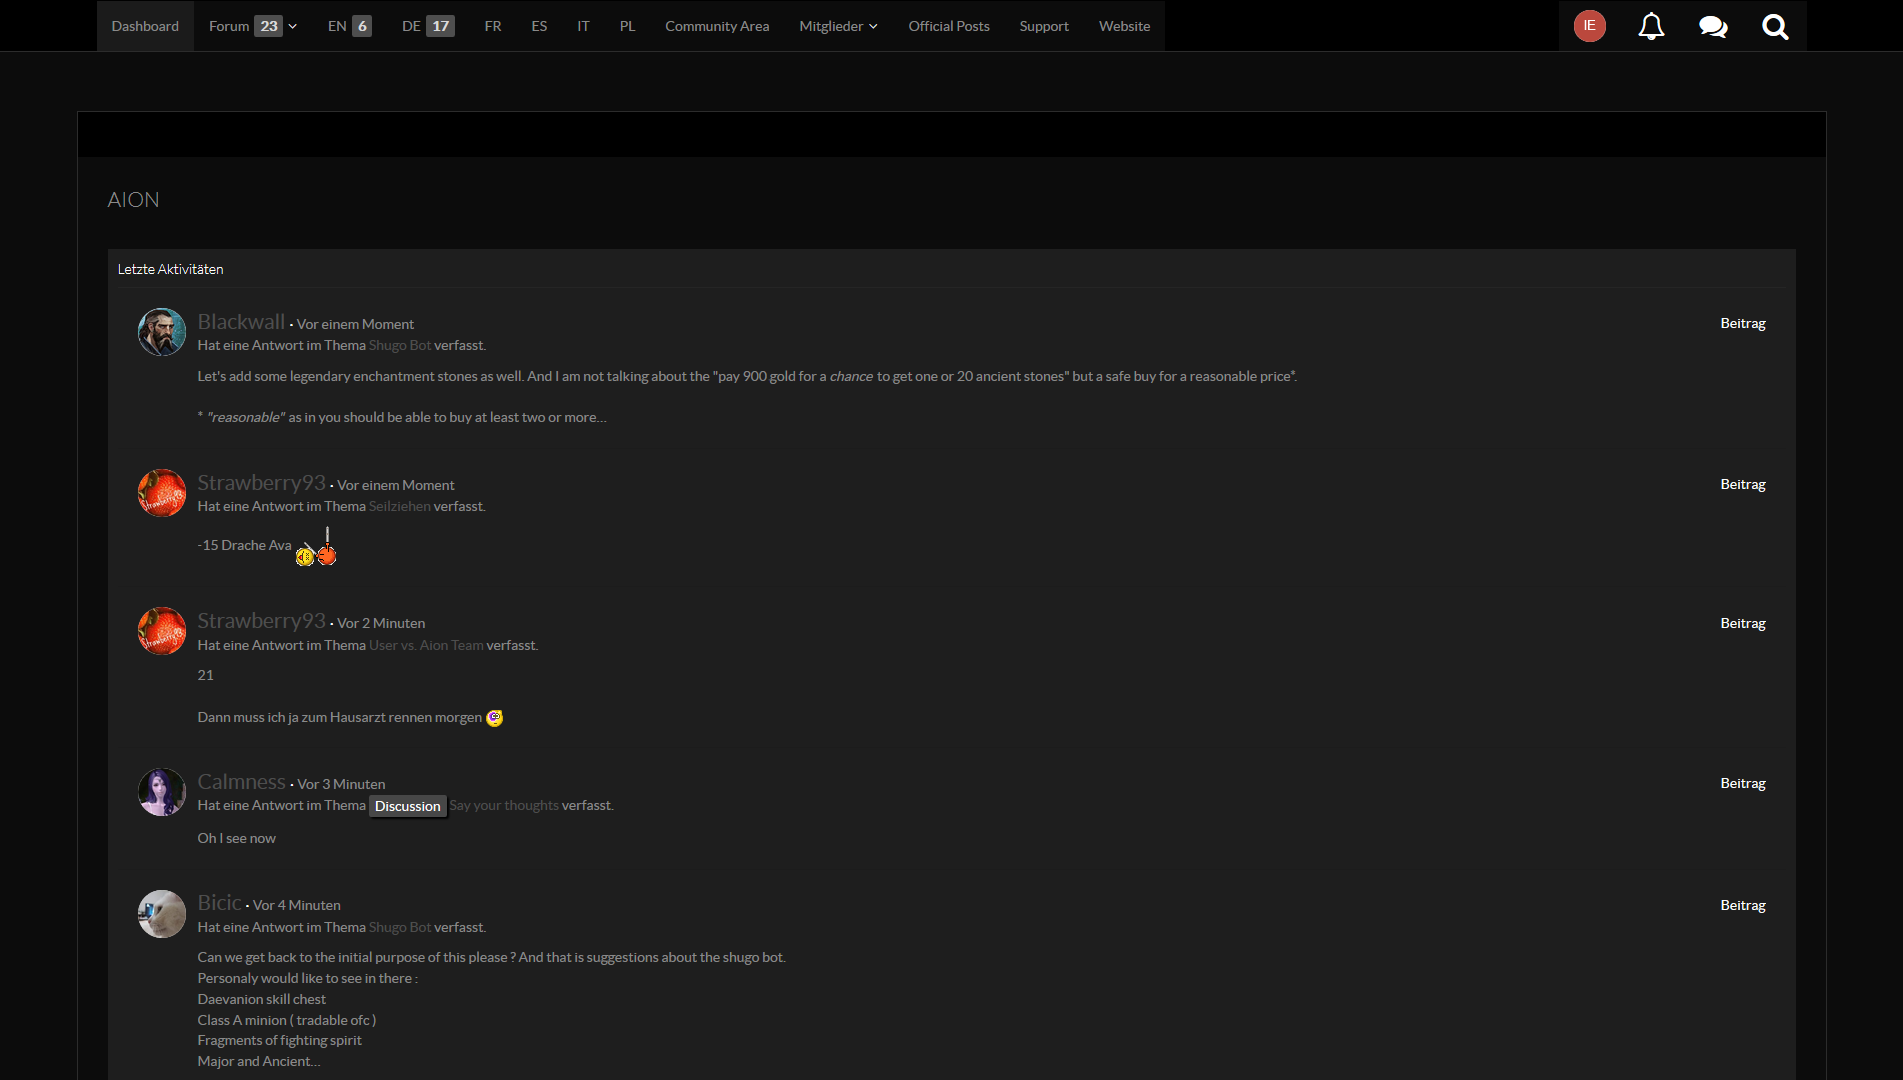 Dashboard Forum 23 EN 6 DE 17 FR ES IT PL Community Area Mitglieder Official Posts Support Website IE
AION
Letzte Aktivitäten
Blackwall · Vor einem Moment Beitrag
Hat eine Antwort im Thema Shugo Bot verfasst.
Let's add some legendary enchantment stones as well. And I am not talking about the "pay 900 gold for a chance to get one or 20 ancient stones" but a safe buy for a reasonable price*.
* "reasonable" as in you should be able to buy at least two or more…
Strawberry93 · Vor einem Moment Beitrag
Hat eine Antwort im Thema Seilziehen verfasst.
-15 Drache Ava
Strawberry93 · Vor 2 Minuten Beitrag
Hat eine Antwort im Thema User vs. Aion Team verfasst.
21
Dann muss ich ja zum Hausarzt rennen morgen
Calmness · Vor 3 Minuten Beitrag
Hat eine Antwort im Thema Discussion Say your thoughts verfasst.
Oh I see now
Bicic · Vor 4 Minuten Beitrag
Hat eine Antwort im Thema Shugo Bot verfasst.
Can we get back to the initial purpose of this please ? And that is suggestions about the shugo bot.
Personaly would like to see in there :
Daevanion skill chest
Class A minion ( tradable ofc )
Fragments of fighting spirit
Major and Ancient…